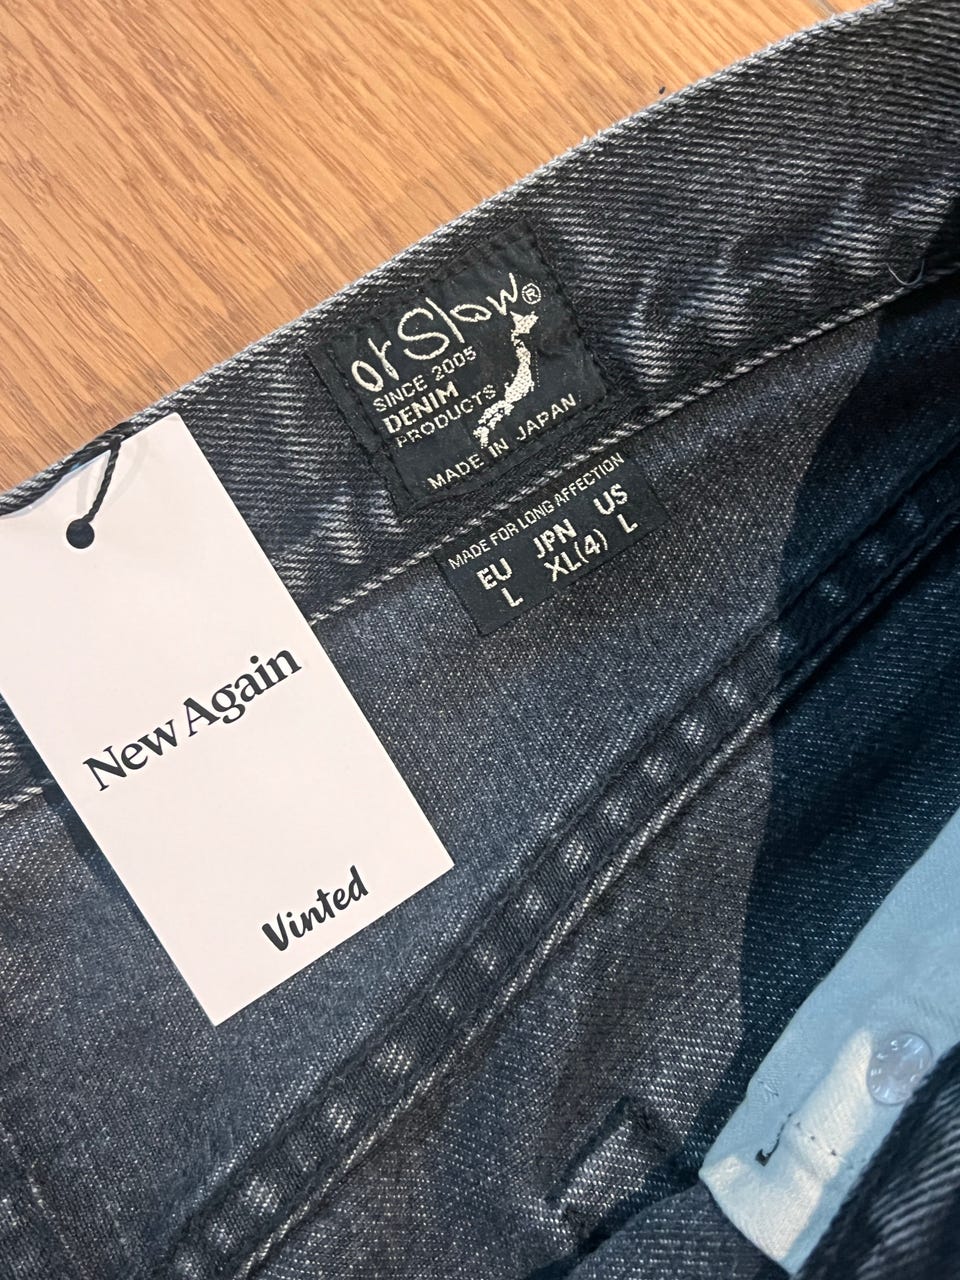 orSlow®
SINCE 2005
DENIM
PRODUCTS
MADE IN JAPAN
MADE FOR LONG AFFECTION
EU JPN US
L XL(4) L
New Again
Vinted